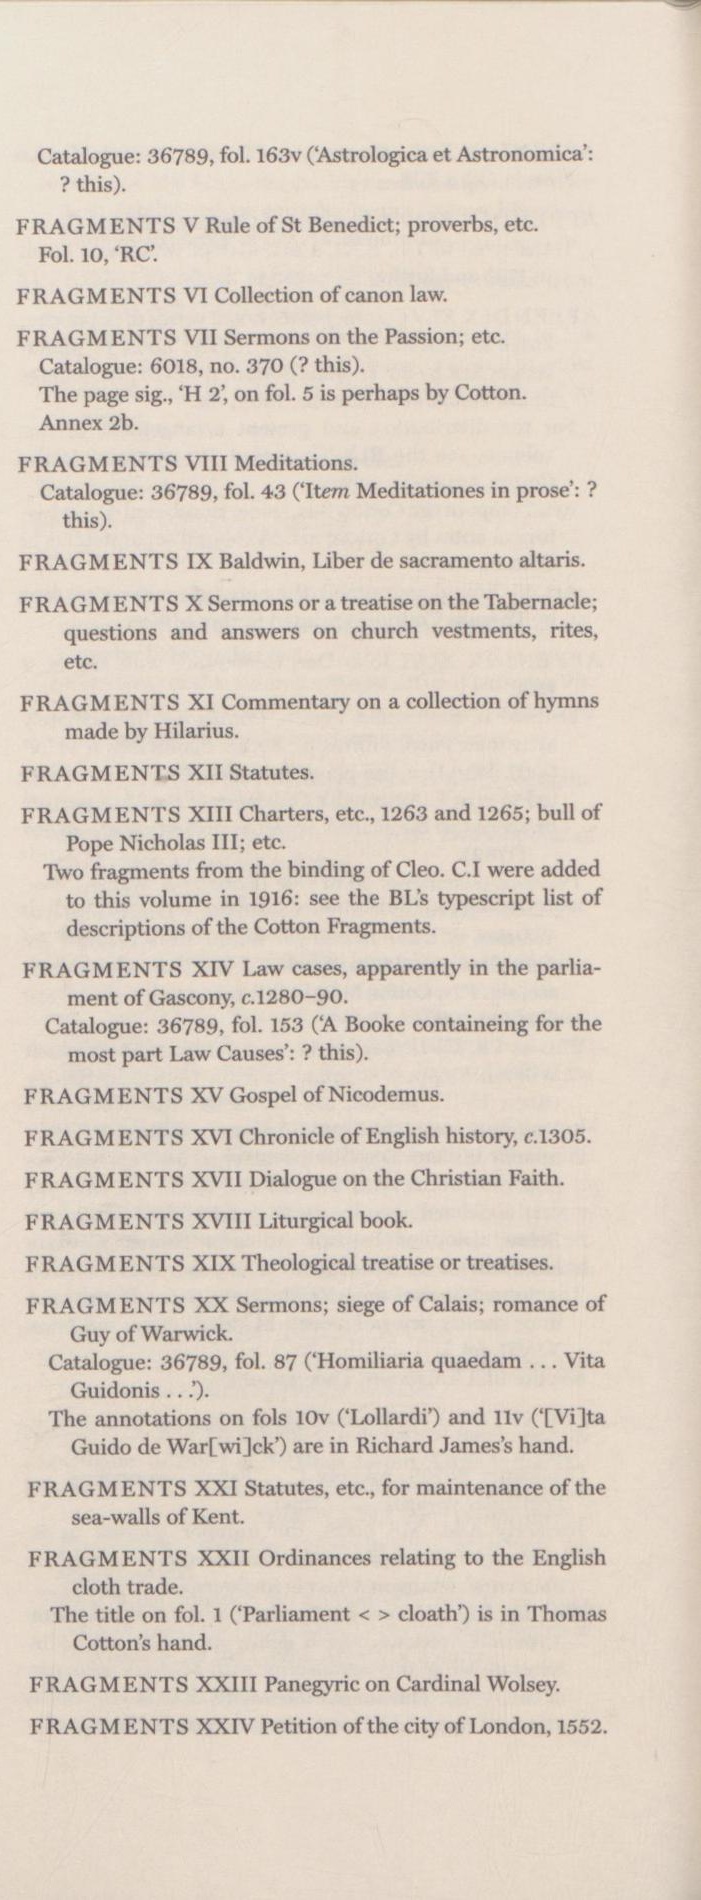 Catalogue: 36789, fol. 163v (‘Astrologica et Astronomica’:
? this).
FRAGMENTS V Rule of St Benedict; proverbs, etc.
Fol. 10, ‘RC’.
FRAGMENTS VI Collection of canon law.
FRAGMENTS VII Sermons on the Passion; etc.
Catalogue: 6018, no. 370 (? this).
The page sig., ‘H 2’, on fol. 5 is perhaps by Cotton.
Annex 2b.
FRAGMENTS VIII Meditations.
Catalogue: 36789, fol. 43 (‘Item Meditationes in prose’: ?
this).
FRAGMENTS IX Baldwin, Liber de sacramento altaris.
FRAGMENTS X Sermons or a treatise on the Tabernacle;
questions and answers on church vestments, rites,
etc.
FRAGMENTS XI Commentary on a collection of hymns
made by Hilarius.
FRAGMENTS XII Statutes.
FRAGMENTS XIII Charters, etc., 1263 and 1265; bull of
Pope Nicholas III; etc.
Two fragments from the binding of Cleo. C.I were added
to this volume in 1916: see the BL’s typescript list of
descriptions of the Cotton Fragments.
FRAGMENTS XIV Law cases, apparently in the parlia-
ment of Gascony, c.1280–90.
Catalogue: 36789, fol. 153 (‘A Booke containeing for the
most part Law Causes’: ? this).
FRAGMENTS XV Gospel of Nicodemus.
FRAGMENTS XVI Chronicle of English history, c.1305.
FRAGMENTS XVII Dialogue on the Christian Faith.
FRAGMENTS XVIII Liturgical book.
FRAGMENTS XIX Theological treatise or treatises.
FRAGMENTS XX Sermons; siege of Calais; romance of
Guy of Warwick.
Catalogue: 36789, fol. 87 (‘Homiliaria quaedam . . . Vita
Guidonis . . .’).
The annotations on fols 10v (‘Lollardi’) and 11v (‘[Vi]ta
Guido de War[wi]ck’) are in Richard James’s hand.
FRAGMENTS XXI Statutes, etc., for maintenance of the
sea-walls of Kent.
FRAGMENTS XXII Ordinances relating to the English
cloth trade.
The title on fol. 1 (‘Parliament < > cloath’) is in Thomas
Cotton’s hand.
FRAGMENTS XXIII Panegyric on Cardinal Wolsey.
FRAGMENTS XXIV Petition of the city of London, 1552.